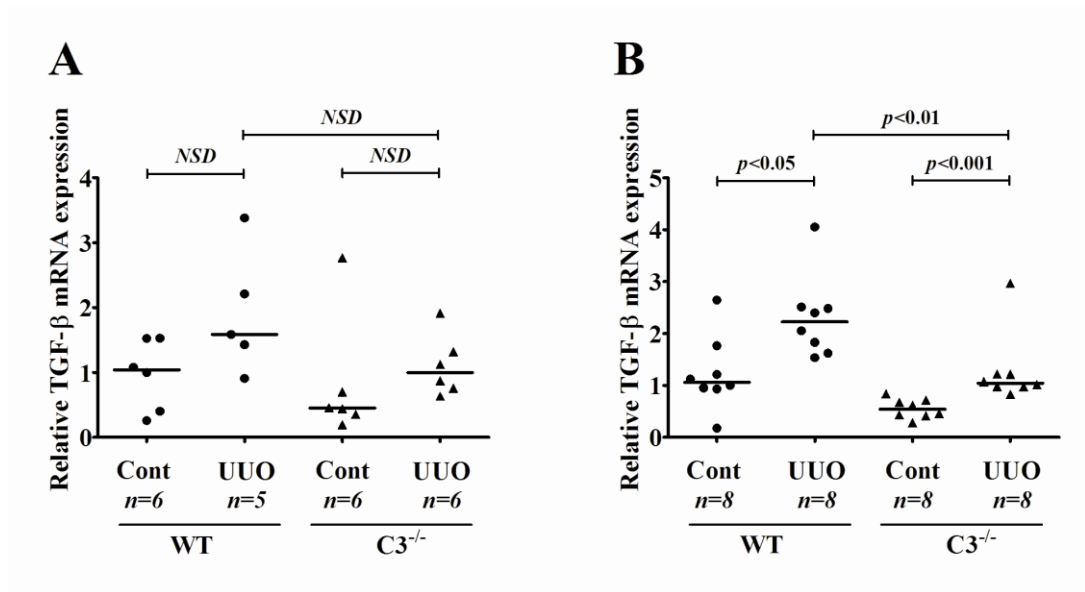 A
Relative TGF-β mRNA expression
NSD
NSD
NSD
4
3
2
1
0
Cont
UUO
Cont
UUO
n=6
n=5
n=6
n=6
WT
C3-/-
B
Relative TGF-β mRNA expression
p<0.01
p<0.05
p<0.001
5
4
3
2
1
0
Cont
UUO
Cont
UUO
n=8
n=8
n=8
n=8
WT
C3-/-